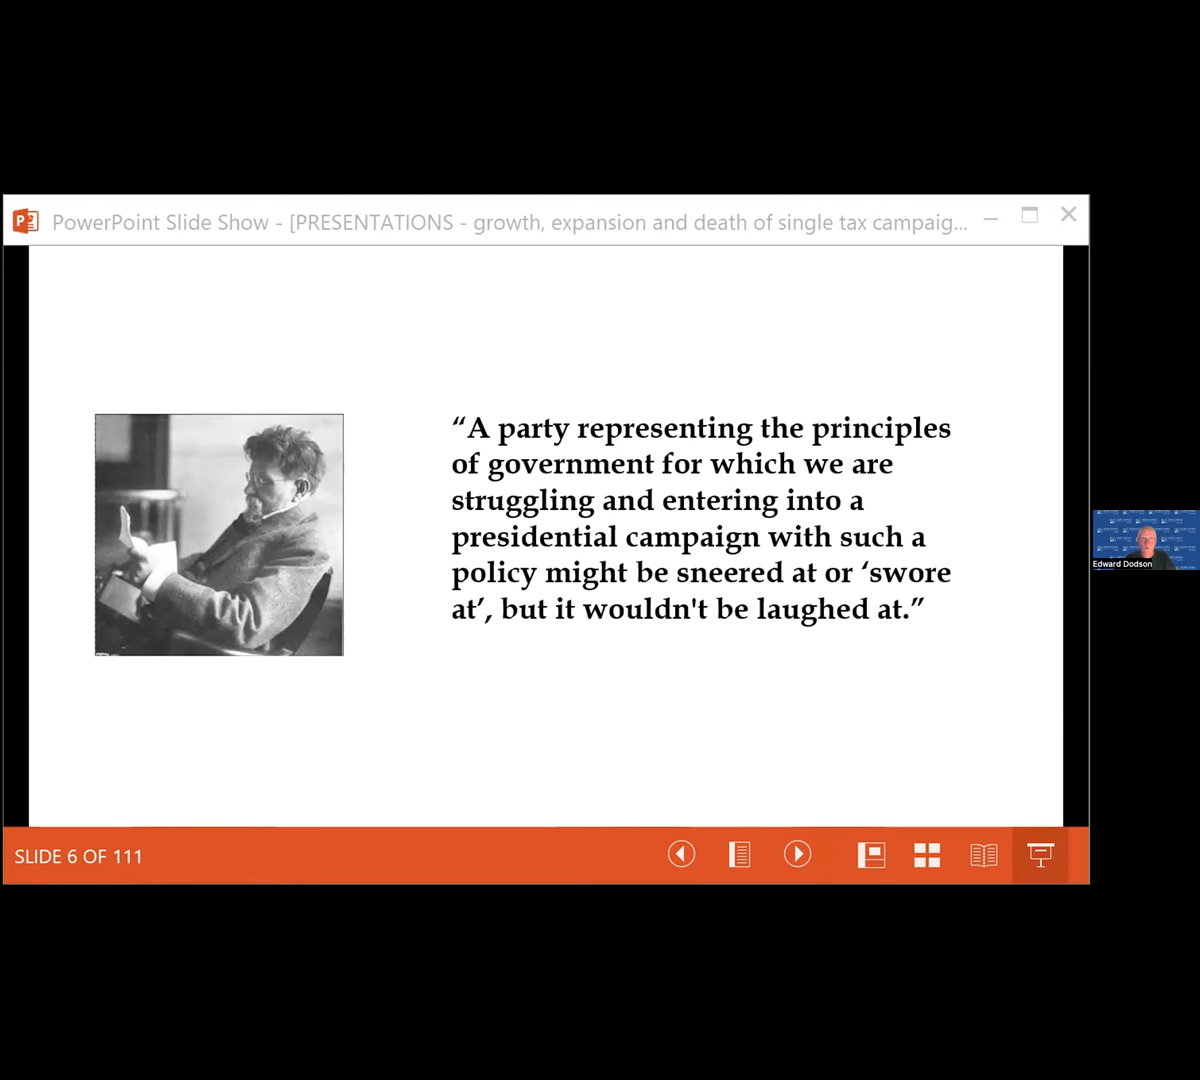 PowerPoint Slide Show - [PRESENTATIONS - growth, expansion and death of single tax campaig...
“A party representing the principles
of government for which we are
struggling and entering into a
presidential campaign with such a
policy might be sneered at or ‘swore
at’, but it wouldn't be laughed at.”
Edward Dodson
SLIDE 6 OF 111